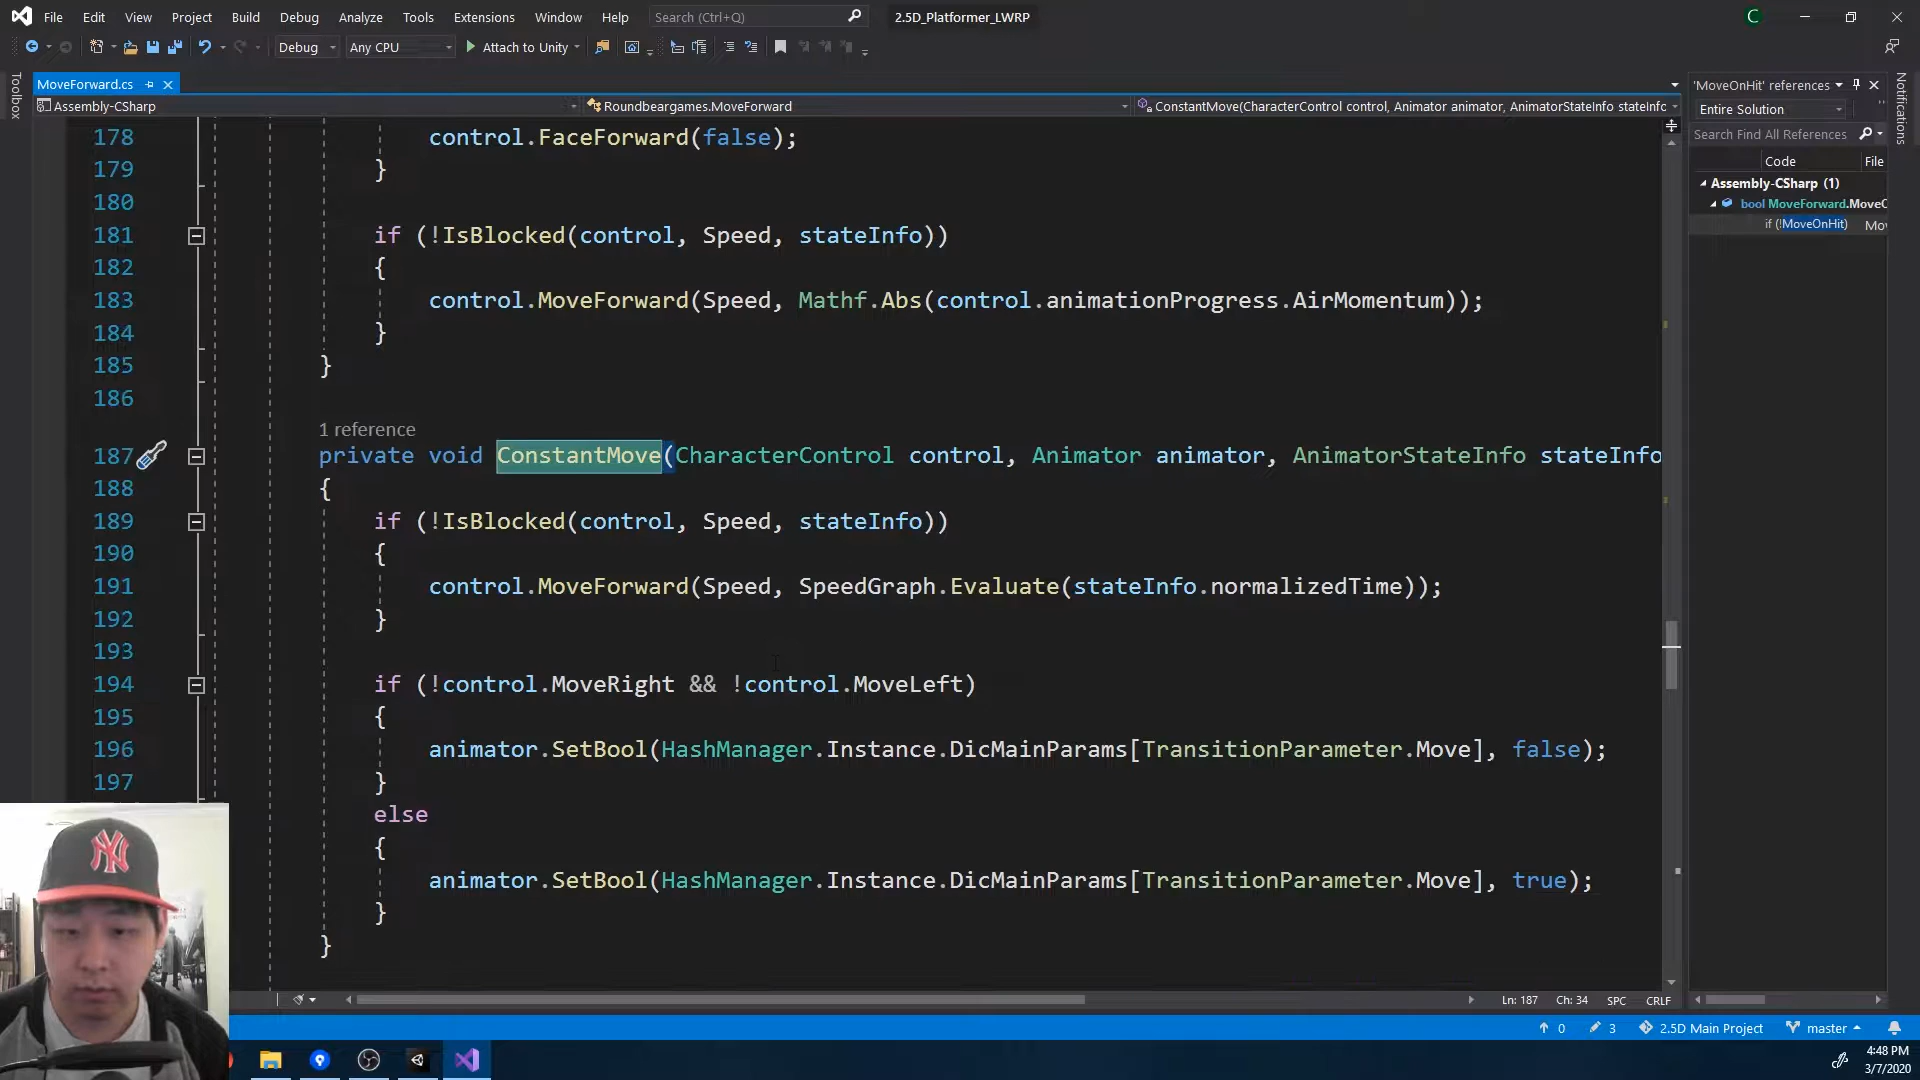 File Edit View Project Build Debug Analyze Tools Extensions Window Help Search (Ctrl+Q) 2.5D_Platformer_LWRP C
Debug Any CPU Attach to Unity
Toolbox
MoveForward.cs
Assembly-CSharp Roundbeargames.MoveForward ConstantMove(CharacterControl control, Animator animator, AnimatorStateInfo stateInfo
178 control.FaceForward(false);
179 }
180
181 if (!IsBlocked(control, Speed, stateInfo))
182 {
183 control.MoveForward(Speed, Mathf.Abs(control.animationProgress.AirMomentum));
184 }
185 }
186
1 reference
187 private void ConstantMove(CharacterControl control, Animator animator, AnimatorStateInfo stateInfo
188 {
189 if (!IsBlocked(control, Speed, stateInfo))
190 {
191 control.MoveForward(Speed, SpeedGraph.Evaluate(stateInfo.normalizedTime));
192 }
193
194 if (!control.MoveRight && !control.MoveLeft)
195 {
196 animator.SetBool(HashManager.Instance.DicMainParams[TransitionParameter.Move], false);
197 }
else
{
animator.SetBool(HashManager.Instance.DicMainParams[TransitionParameter.Move], true);
}
}
'MoveOnHit' references
Entire Solution
Search Find All References
Code File
Assembly-CSharp (1)
bool MoveForward.MoveO
if (!MoveOnHit) Mov
Notifications
Ln: 187 Ch: 34 SPC CRLF
0 3 2.5D Main Project master
4:48 PM
3/7/2020
NY